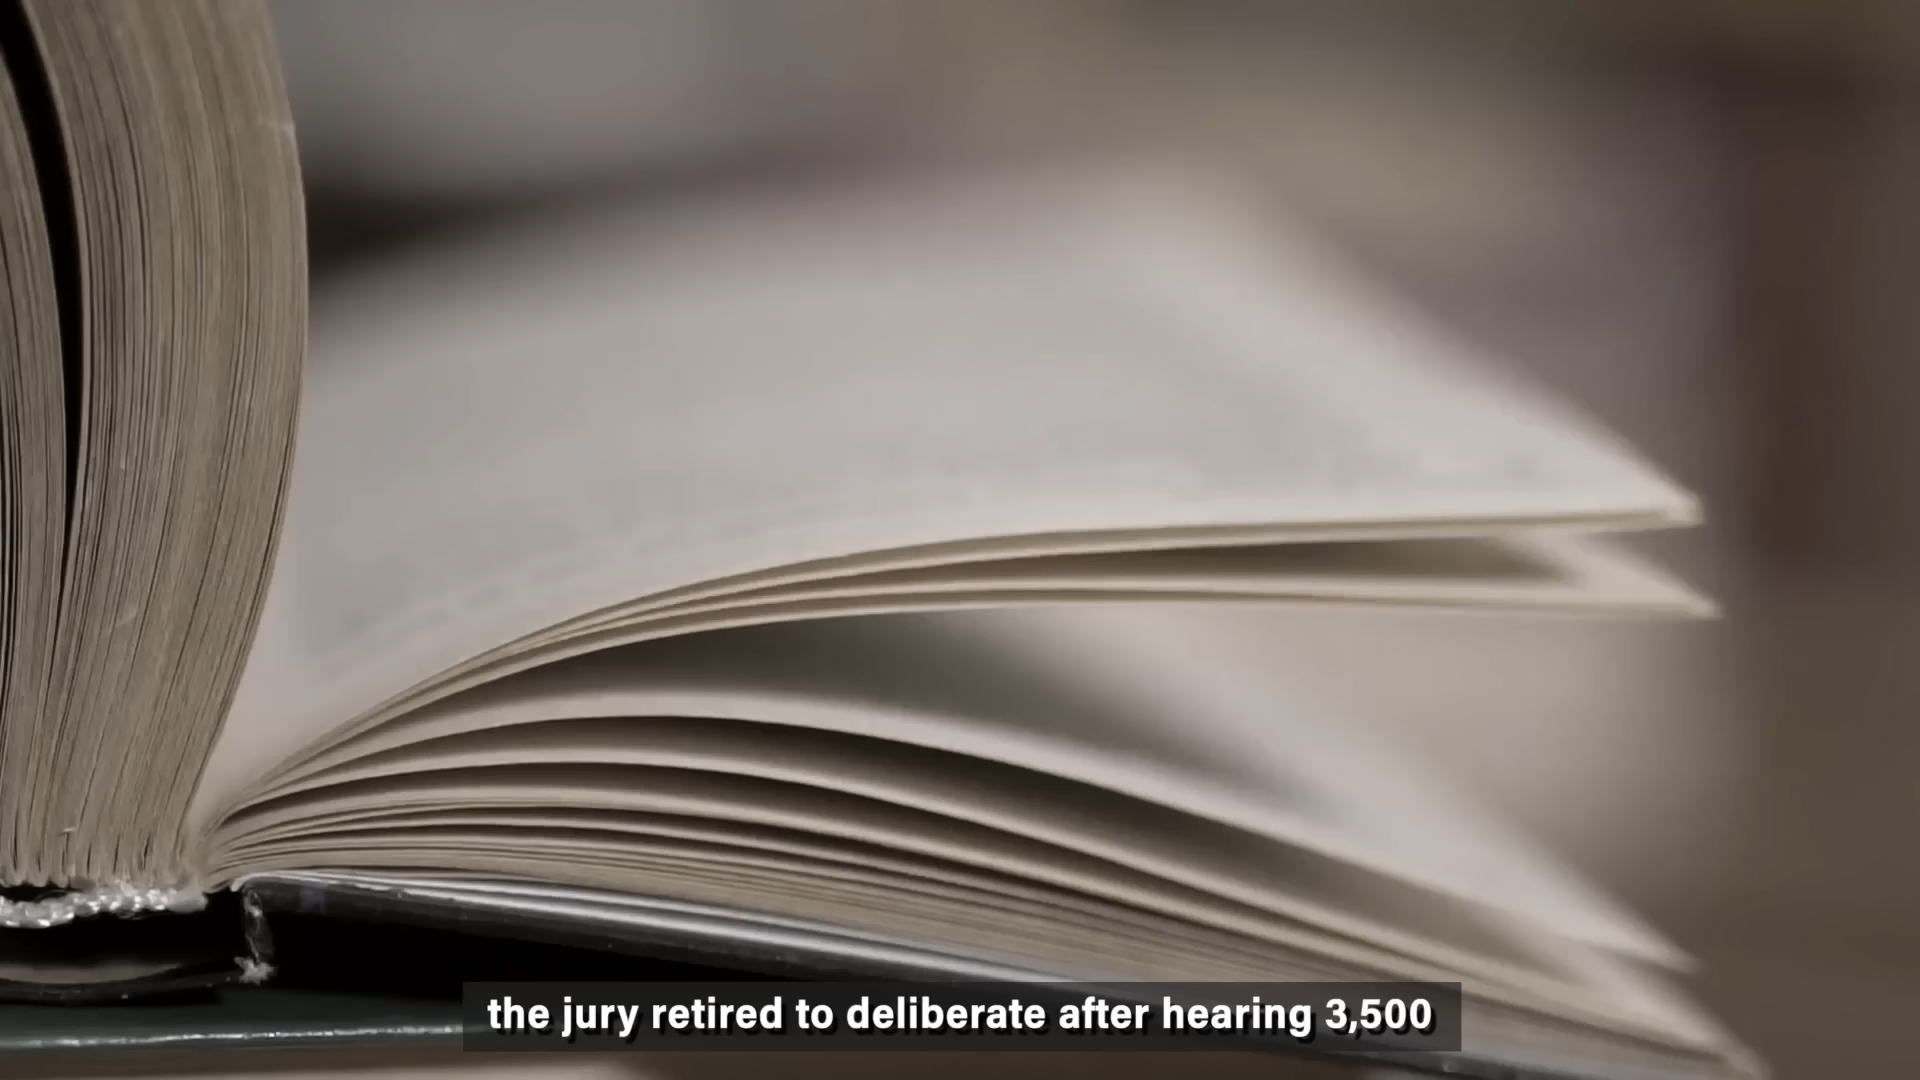 the jury retired to deliberate after hearing 3,500